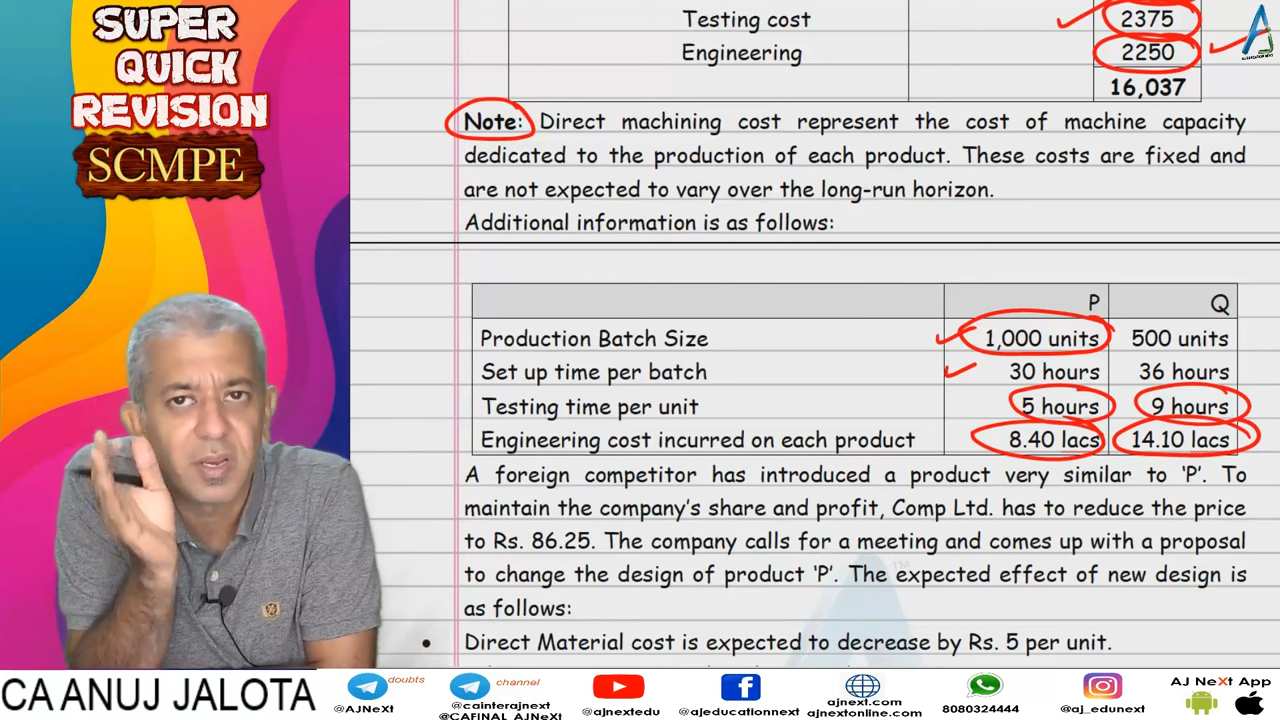 SUPER
QUICK
REVISION
SCMPE
Testing cost 2375
Engineering 2250
16,037
Note: Direct machining cost represent the cost of machine capacity
dedicated to the production of each product. These costs are fixed and
are not expected to vary over the long-run horizon.
Additional information is as follows:
P Q
Production Batch Size 1,000 units 500 units
Set up time per batch 30 hours 36 hours
Testing time per unit 5 hours 9 hours
Engineering cost incurred on each product 8.40 lacs 14.10 lacs
A foreign competitor has introduced a product very similar to ‘P’. To
maintain the company’s share and profit, Comp Ltd. has to reduce the price
to Rs. 86.25. The company calls for a meeting and comes up with a proposal
to change the design of product ‘P’. The expected effect of new design is
as follows:
• Direct Material cost is expected to decrease by Rs. 5 per unit.
CA ANUJ JALOTA
doubts
@AJNeXt
channel
@cainterajnext
@CAFINAL_AJNeXt
@ajnextedu
@ajeducationnext
ajnext.com
ajnextonline.com
8080324444
@aj_edunext
AJ NeXt App